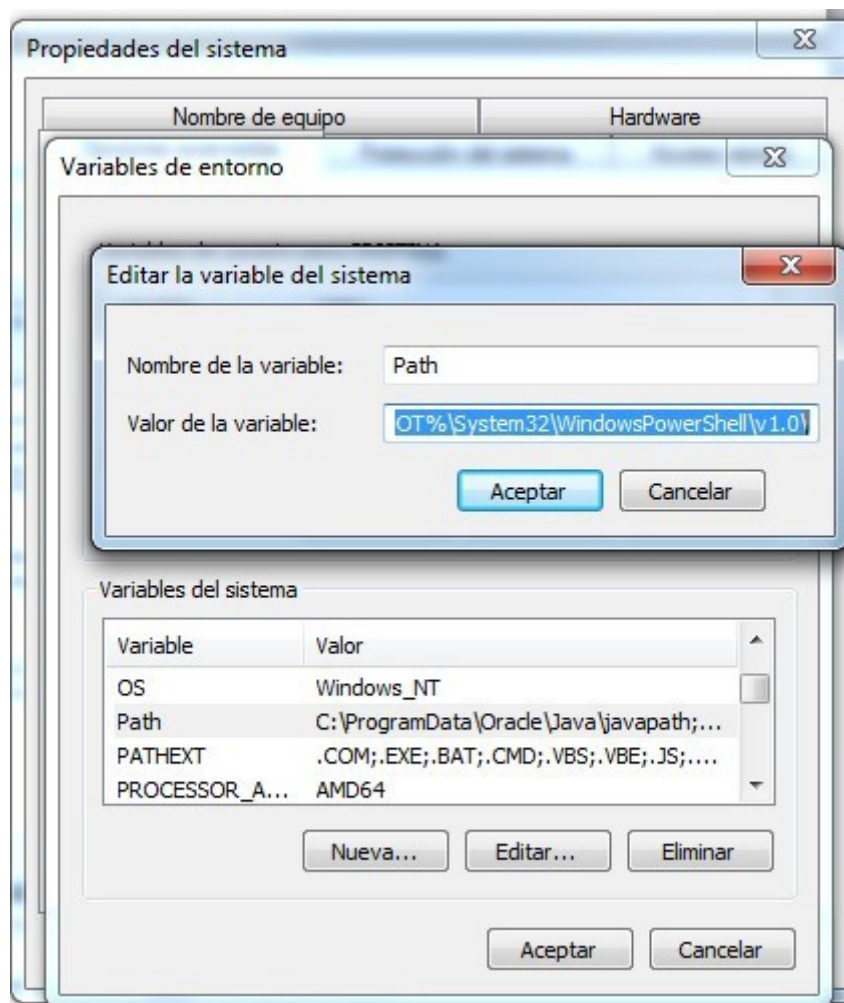 Propiedades del sistema
Nombre de equipo
Hardware
Variables de entorno
Editar la variable del sistema
Nombre de la variable: Path
Valor de la variable: OT%\System32\WindowsPowerShell\v1.0\
Aceptar
Cancelar
Variables del sistema
Variable Valor
OS Windows_NT
Path C:\ProgramData\Oracle\Java\javapath;...
PATHEXT .COM;.EXE;.BAT;.CMD;.VBS;.VBE;.JS;....
PROCESSOR_A... AMD64
Nueva...
Editar...
Eliminar
Aceptar
Cancelar